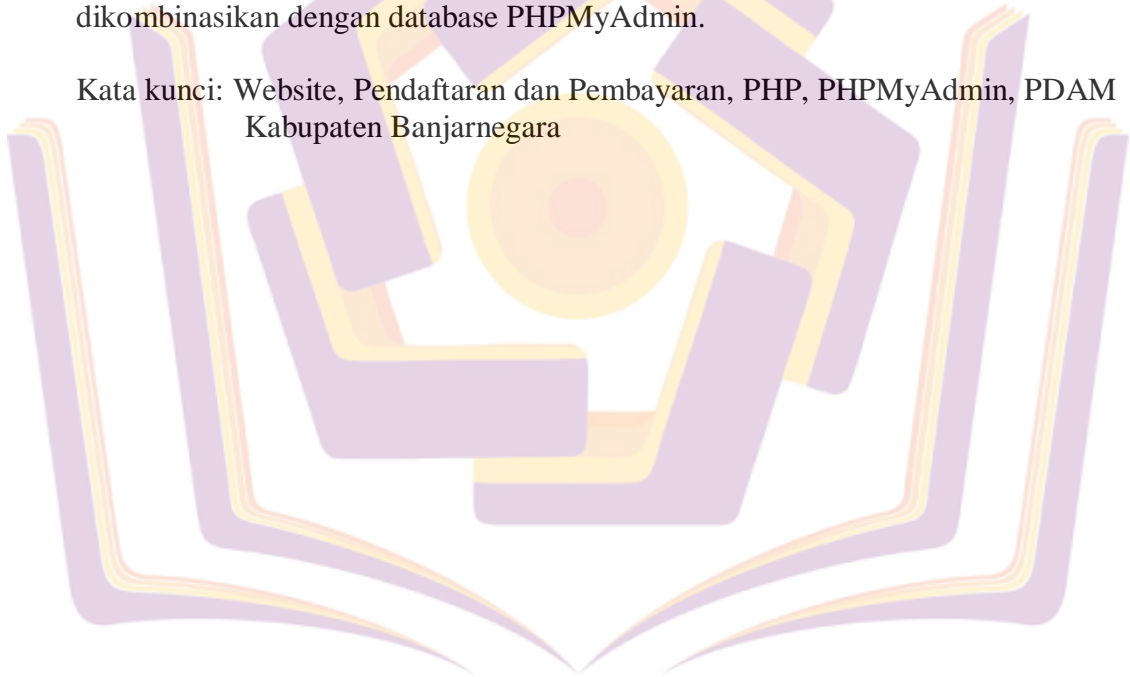 dikombinasikan dengan database PHPMyAdmin.
Kata kunci: Website, Pendaftaran dan Pembayaran, PHP, PHPMyAdmin, PDAM
Kabupaten Banjarnegara